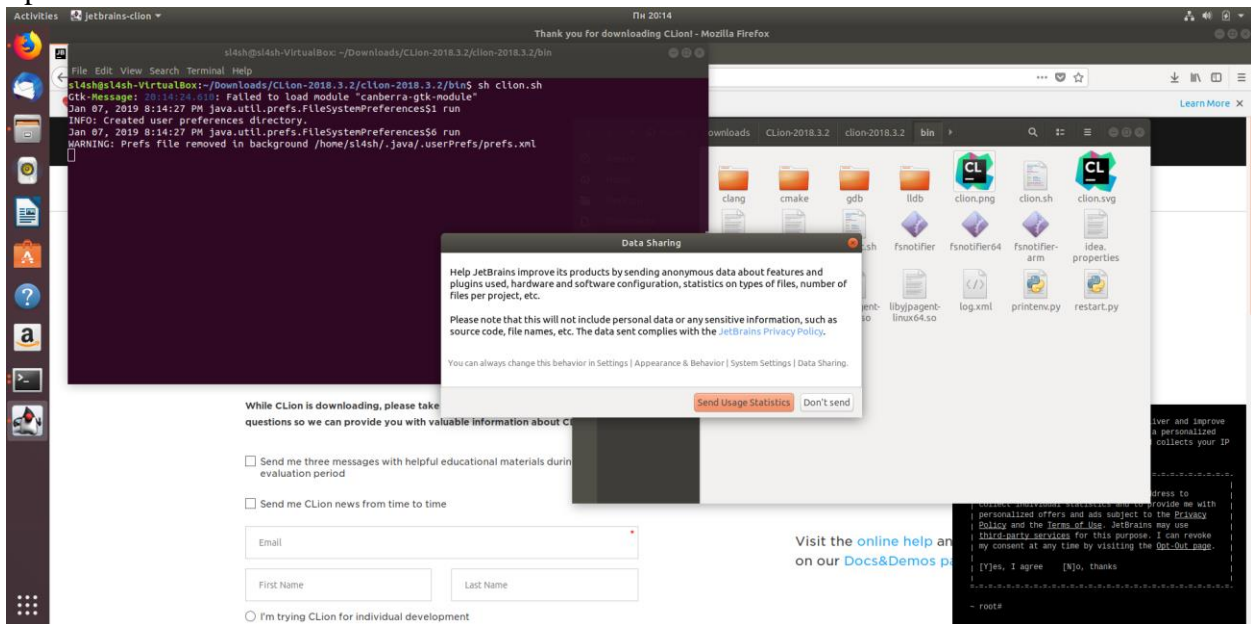 Activities
jetbrains-clion
Пн 20:14
Thank you for downloading CLion! - Mozilla Firefox
sl4sh@sl4sh-VirtualBox: ~/Downloads/CLion-2018.3.2/clion-2018.3.2/bin
File Edit View Search Terminal Help
sl4sh@sl4sh-VirtualBox:~/Downloads/CLion-2018.3.2/clion-2018.3.2/bin$ sh clion.sh
Gtk-Message: 20:14:24.610: Failed to load module "canberra-gtk-module"
Jan 07, 2019 8:14:27 PM java.util.prefs.FileSystemPreferences$1 run
INFO: Created user preferences directory.
Jan 07, 2019 8:14:27 PM java.util.prefs.FileSystemPreferences$6 run
WARNING: Prefs file removed in background /home/sl4sh/.java/.userPrefs/prefs.xml
Learn More
ownloads CLion-2018.3.2 clion-2018.3.2 bin
clang cmake gdb lldb clion.png clion.sh clion.svg
.sh fsnotifier fsnotifier64 fsnotifier-arm idea.properties
libyjpagent-linux64.so log.xml printenv.py restart.py
Data Sharing
Help JetBrains improve its products by sending anonymous data about features and
plugins used, hardware and software configuration, statistics on types of files, number of
files per project, etc.
Please note that this will not include personal data or any sensitive information, such as
source code, file names, etc. The data sent complies with the JetBrains Privacy Policy.
You can always change this behavior in Settings | Appearance & Behavior | System Settings | Data Sharing.
Send Usage Statistics Don't send
While CLion is downloading, please take
questions so we can provide you with valuable information about
Send me three messages with helpful educational materials
evaluation period
Send me CLion news from time to time
Email *
First Name Last Name
I'm trying CLion for individual development
Visit the online help
on our Docs&Demos
and improve
a personalized
collects your IP
to
provide me with
personalized offers and ads subject to the Privacy
Policy and the Terms of Use. JetBrains may use
third-party services for this purpose. I can revoke
my consent at any time by visiting the Opt-Out page.
[Y]es, I agree [N]o, thanks
~ root#